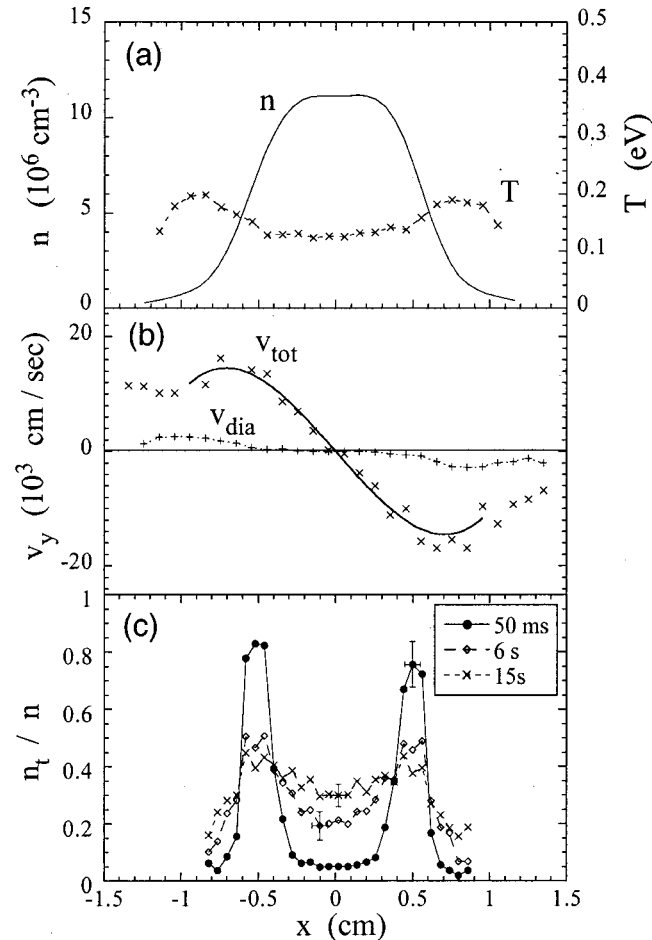 15
10
5
0
n (10⁶ cm⁻³)
(a)
n
T
0.5
0.4
0.3
0.2
0.1
0
T (eV)
20
0
-20
v_y (10³ cm / sec)
(b)
v_tot
v_dia
1
0.8
0.6
0.4
0.2
0
n_t / n
(c)
50 ms
6 s
15s
-1.5 -1 -0.5 0 0.5 1 1.5
x (cm)